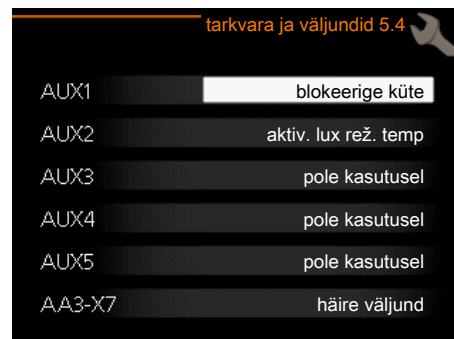 tarkvara ja väljundid 5.4
AUX1 blokeerige küte
AUX2 aktiv. lux rež. temp
AUX3 pole kasutusel
AUX4 pole kasutusel
AUX5 pole kasutusel
AA3-X7 häire väljund